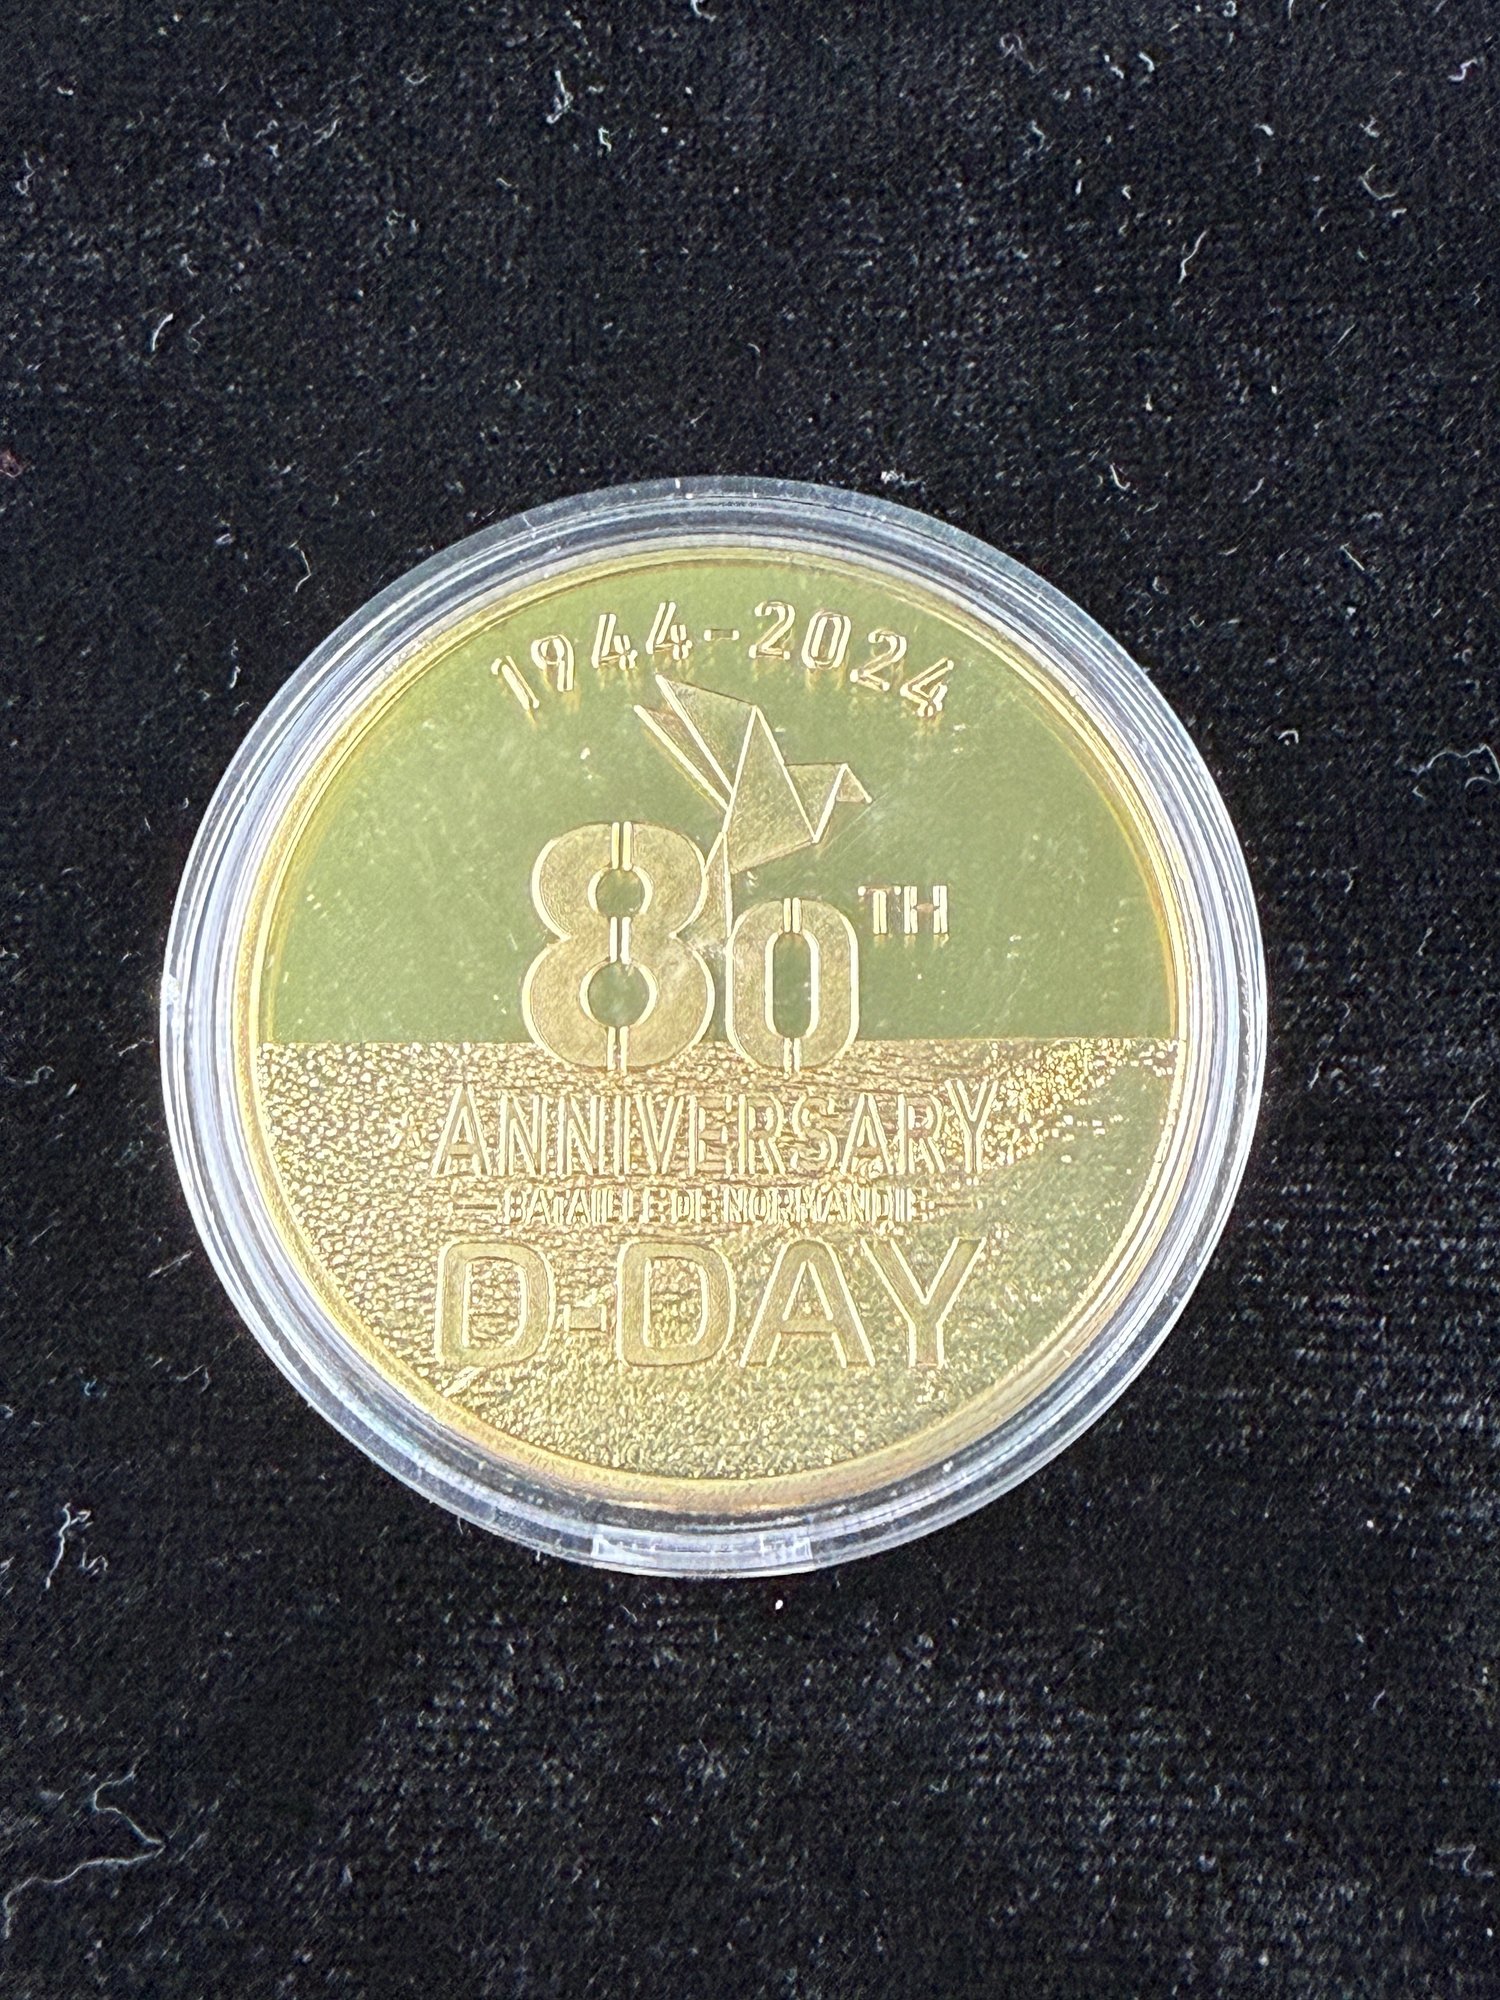 1944-2024
80TH
ANNIVERSARY
BATAILLE DE NORMANDIE
D-DAY